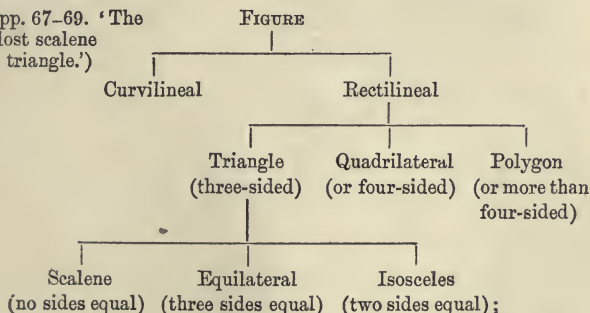 pp. 67–69. ‘The
lost scalene
triangle.’)
FIGURE
Curvilineal Rectilineal
Triangle Quadrilateral Polygon
(three-sided) (or four-sided) (or more than
four-sided)
Scalene Equilateral Isosceles
(no sides equal) (three sides equal) (two sides equal);